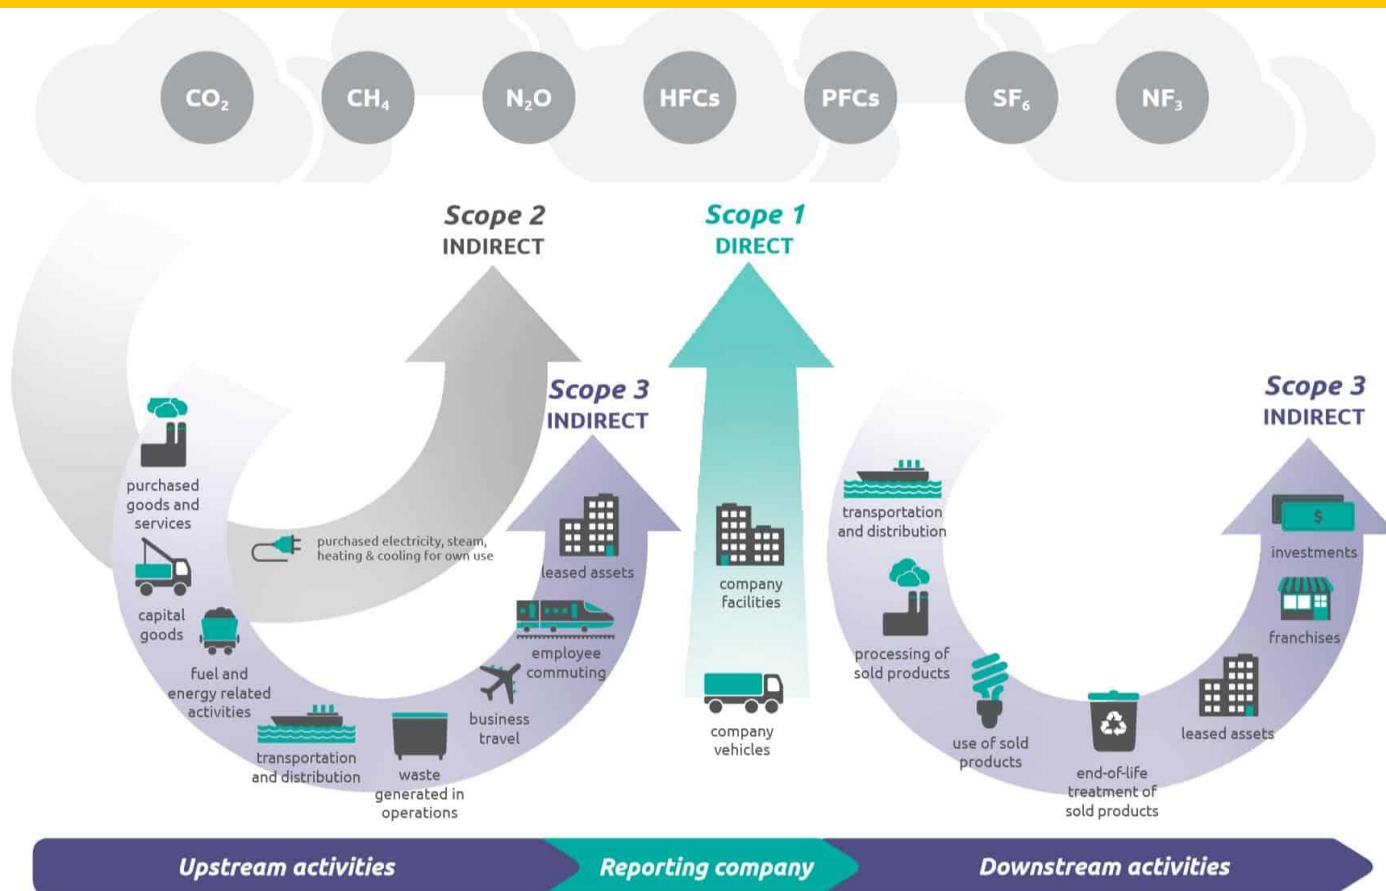 CO₂
CH₄
N₂O
HFCs
PFCs
SF₆
NF₃
Scope 2
INDIRECT
Scope 1
DIRECT
Scope 3
INDIRECT
Scope 3
INDIRECT
purchased
goods and
services
capital
goods
fuel and
energy related
activities
transportation
and distribution
waste
generated in
operations
business
travel
employee
commuting
leased assets
purchased electricity, steam,
heating & cooling for own use
company
facilities
company
vehicles
transportation
and distribution
processing of
sold products
use of sold
products
end-of-life
treatment of
sold products
leased assets
franchises
$
investments
Upstream activities
Reporting company
Downstream activities